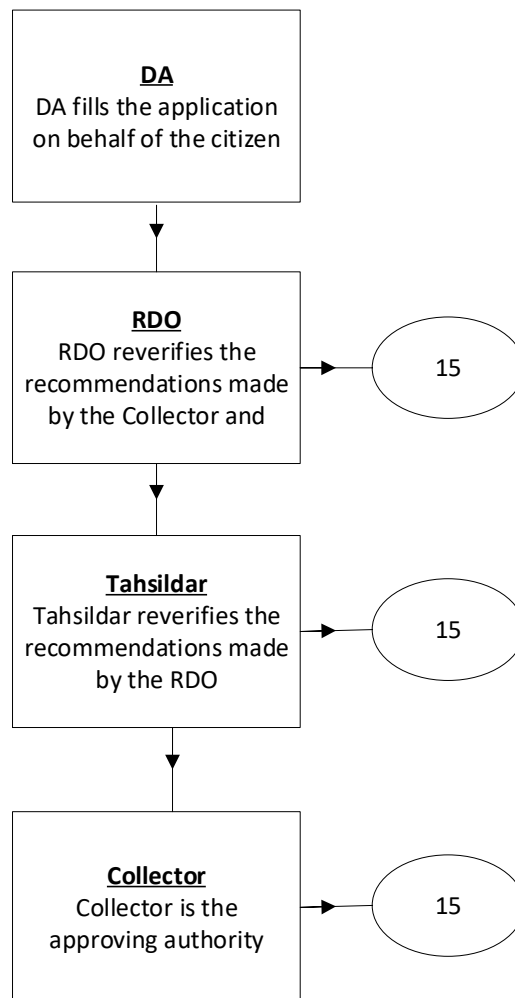 DA
DA fills the application
on behalf of the citizen
RDO
RDO reverifies the
recommendations made
by the Collector and
15
Tahsildar
Tahsildar reverifies the
recommendations made
by the RDO
15
Collector
Collector is the
approving authority
15